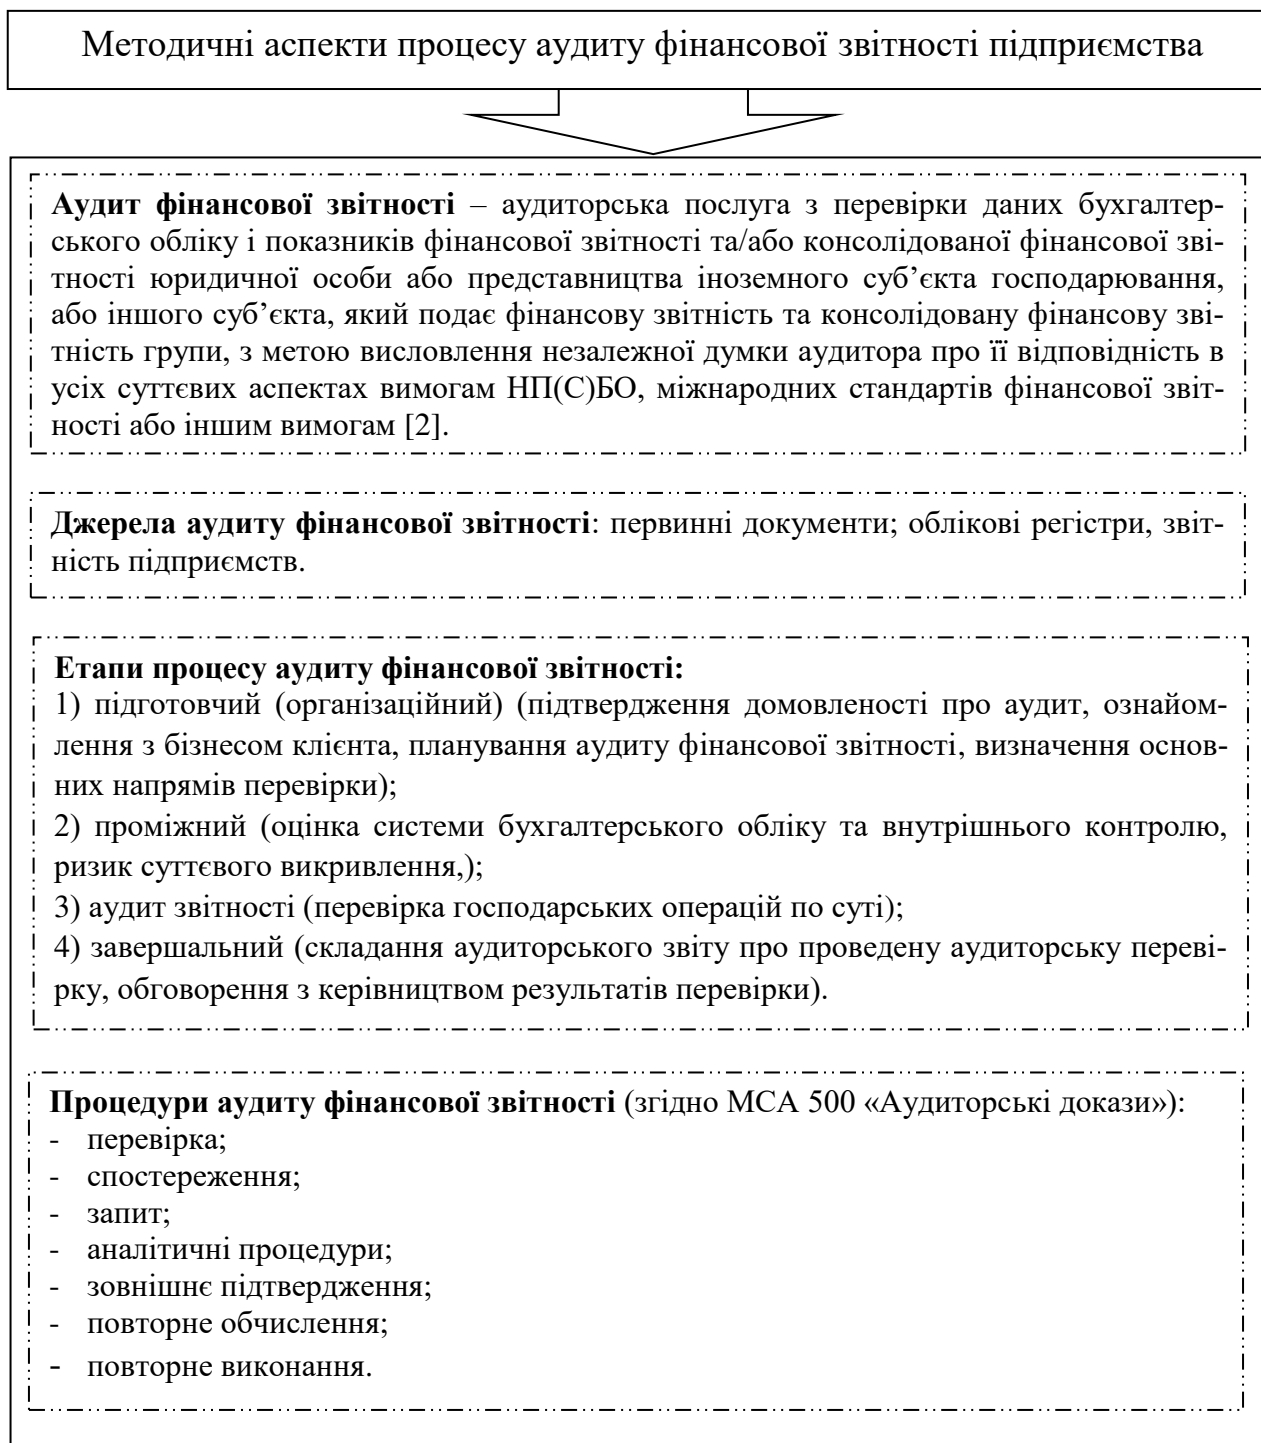 Методичні аспекти процесу аудиту фінансової звітності підприємства
Аудит фінансової звітності – аудиторська послуга з перевірки даних бухгалтер-
ського обліку і показників фінансової звітності та/або консолідованої фінансової зві-
тності юридичної особи або представництва іноземного суб’єкта господарювання,
або іншого суб’єкта, який подає фінансову звітність та консолідовану фінансову зві-
тність групи, з метою висловлення незалежної думки аудитора про її відповідність в
усіх суттєвих аспектах вимогам НП(С)БО, міжнародних стандартів фінансової звіт-
ності або іншим вимогам [2].
Джерела аудиту фінансової звітності: первинні документи; облікові регістри, звіт-
ність підприємств.
Етапи процесу аудиту фінансової звітності:
1) підготовчий (організаційний) (підтвердження домовленості про аудит, ознайом-
лення з бізнесом клієнта, планування аудиту фінансової звітності, визначення основ-
них напрямів перевірки);
2) проміжний (оцінка системи бухгалтерського обліку та внутрішнього контролю,
ризик суттєвого викривлення,);
3) аудит звітності (перевірка господарських операцій по суті);
4) завершальний (складання аудиторського звіту про проведену аудиторську переві-
рку, обговорення з керівництвом результатів перевірки).
Процедури аудиту фінансової звітності (згідно МСА 500 «Аудиторські докази»):
- перевірка;
- спостереження;
- запит;
- аналітичні процедури;
- зовнішнє підтвердження;
- повторне обчислення;
- повторне виконання.